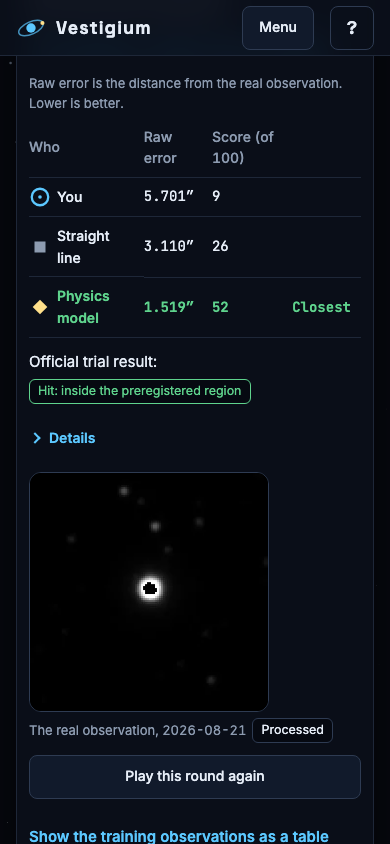 Vestigium
Menu
?
Raw error is the distance from the real observation.
Lower is better.
Who
Raw error
Score (of 100)
You
5.701″
9
Straight line
3.110″
26
Physics model
1.519″
52
Closest
Official trial result:
Hit: inside the preregistered region
Details
The real observation, 2026-08-21
Processed
Play this round again
Show the training observations as a table